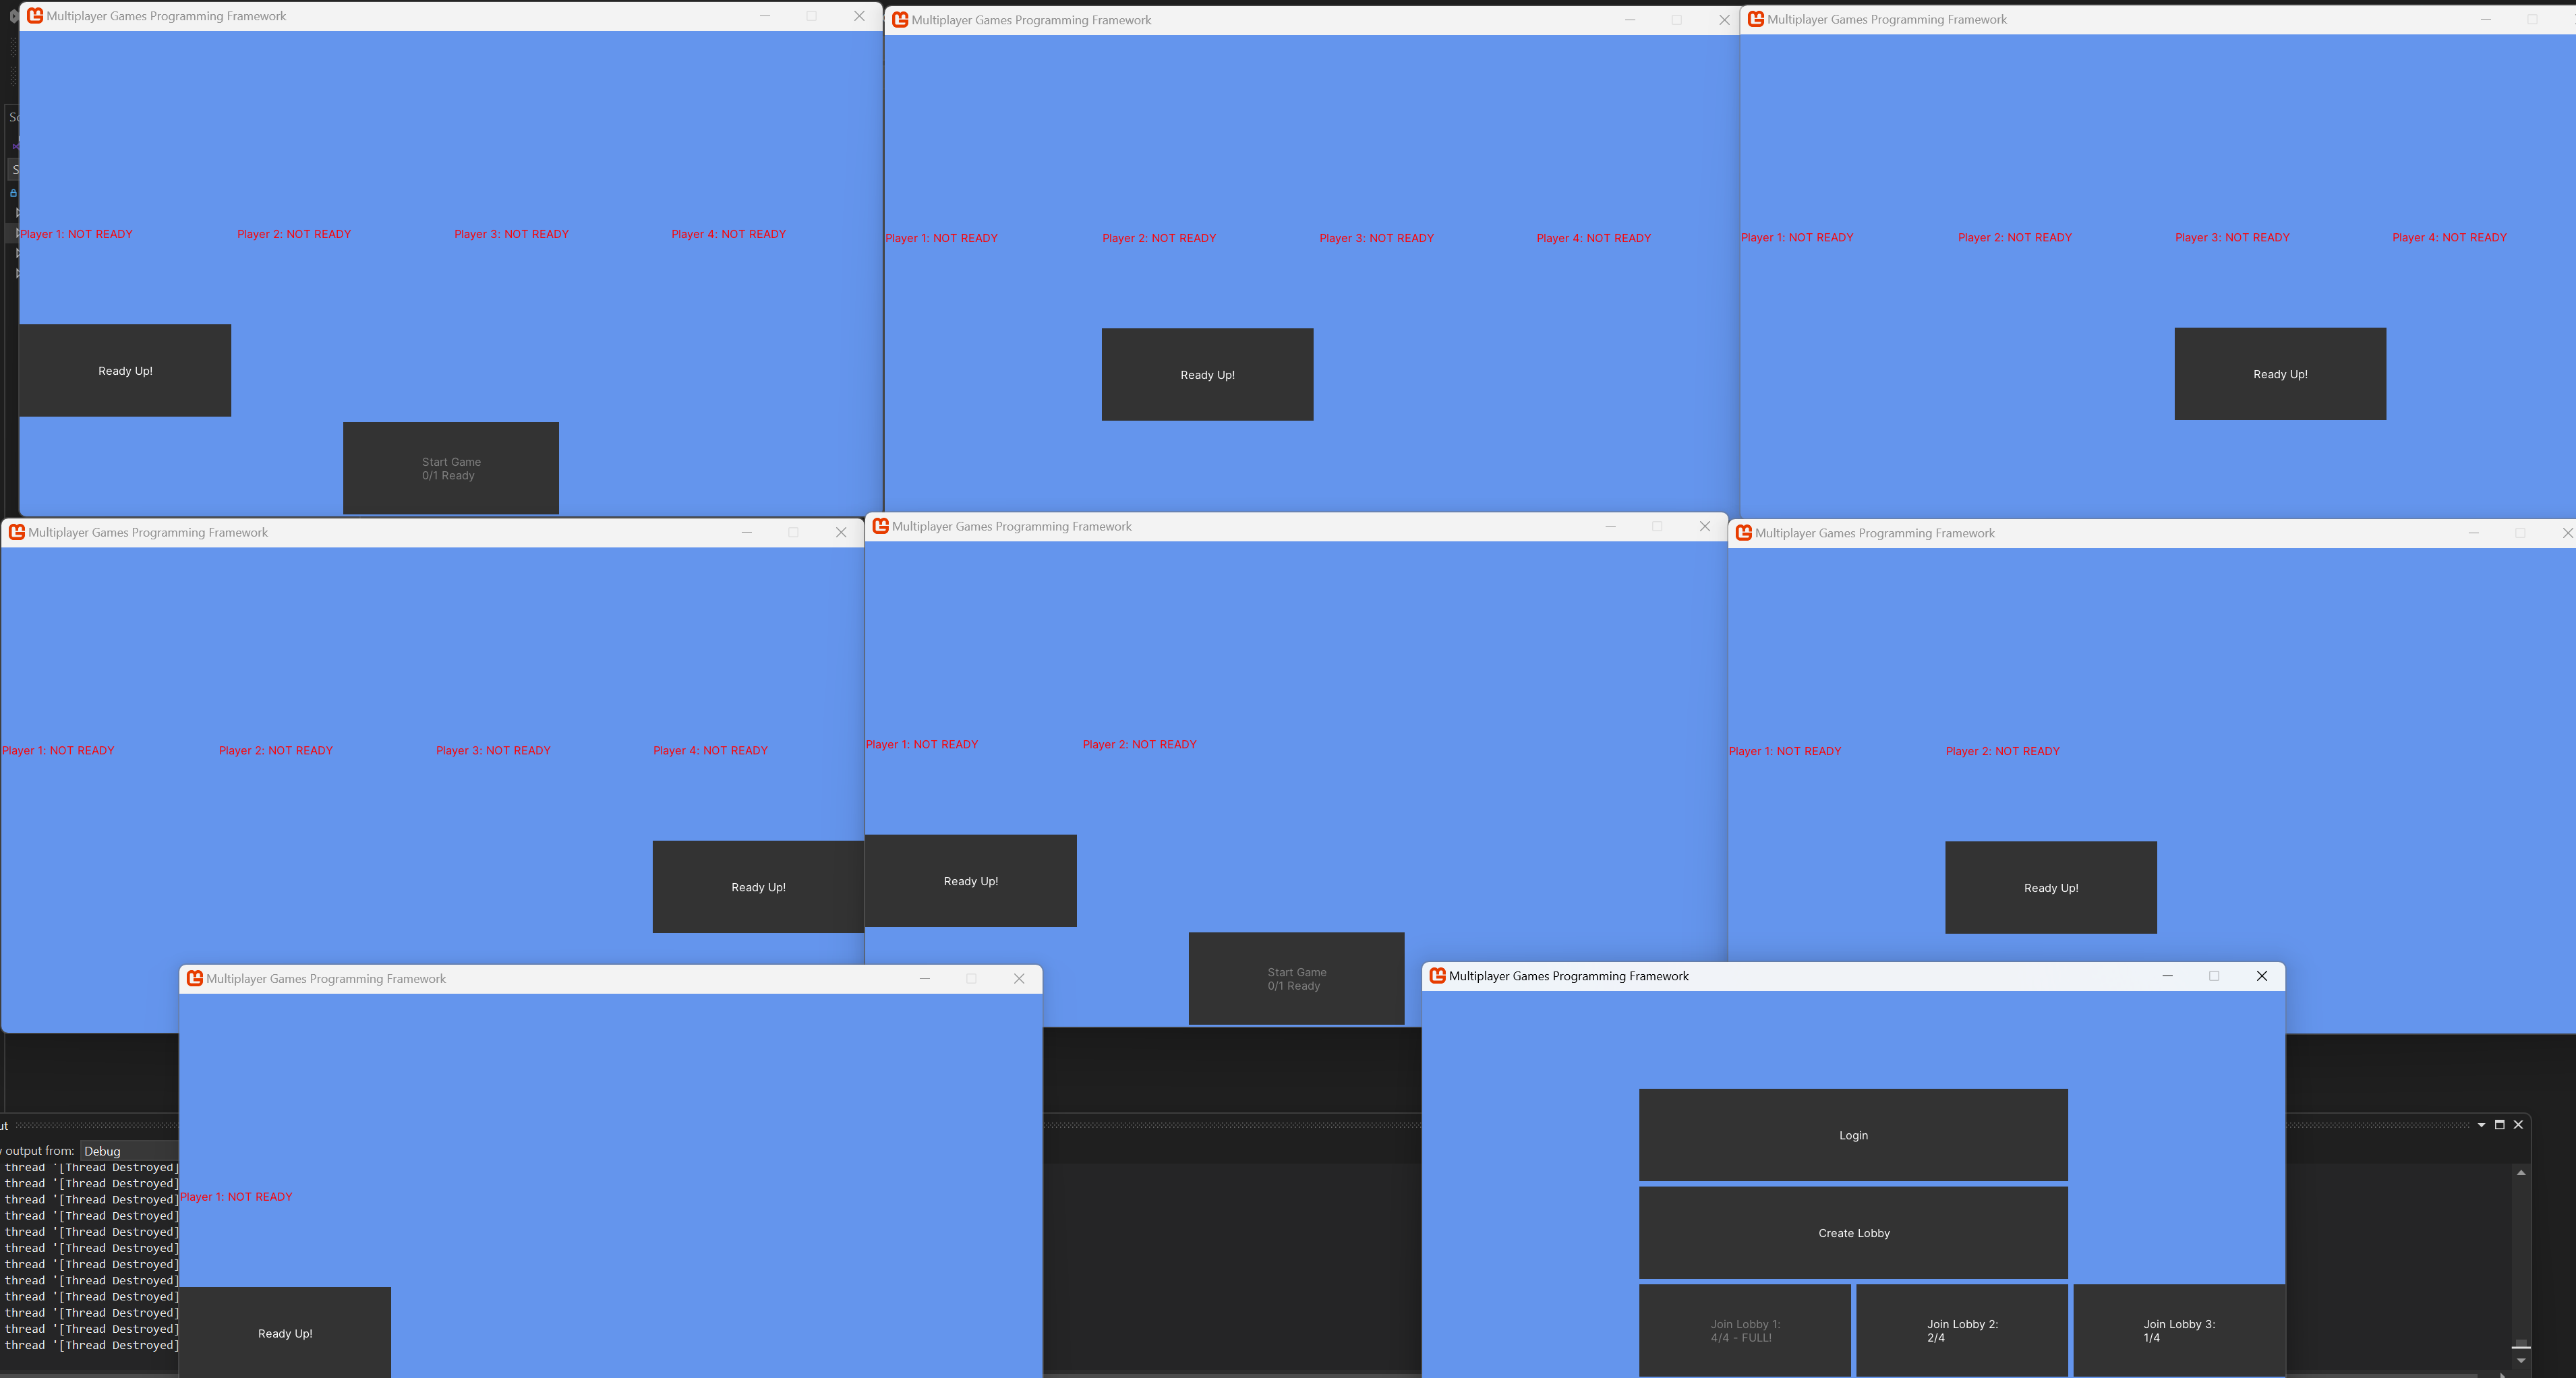 Multiplayer Games Programming Framework
Player 1: NOT READY
Player 2: NOT READY
Player 3: NOT READY
Player 4: NOT READY
Ready Up!
Start Game
0/1 Ready
Multiplayer Games Programming Framework
Player 1: NOT READY
Player 2: NOT READY
Player 3: NOT READY
Player 4: NOT READY
Ready Up!
Multiplayer Games Programming Framework
Player 1: NOT READY
Player 2: NOT READY
Player 3: NOT READY
Player 4: NOT READY
Ready Up!
Multiplayer Games Programming Framework
Player 1: NOT READY
Player 2: NOT READY
Player 3: NOT READY
Player 4: NOT READY
Ready Up!
Multiplayer Games Programming Framework
Player 1: NOT READY
Player 2: NOT READY
Ready Up!
Start Game
0/1 Ready
Multiplayer Games Programming Framework
Player 1: NOT READY
Player 2: NOT READY
Ready Up!
Multiplayer Games Programming Framework
Player 1: NOT READY
Ready Up!
Multiplayer Games Programming Framework
Login
Create Lobby
Join Lobby 1:
4/4 - FULL!
Join Lobby 2:
2/4
Join Lobby 3:
1/4
output from:
Debug
thread '[Thread Destroyed]
thread '[Thread Destroyed]
thread '[Thread Destroyed]
thread '[Thread Destroyed]
thread '[Thread Destroyed]
thread '[Thread Destroyed]
thread '[Thread Destroyed]
thread '[Thread Destroyed]
thread '[Thread Destroyed]
thread '[Thread Destroyed]
thread '[Thread Destroyed]
thread '[Thread Destroyed]